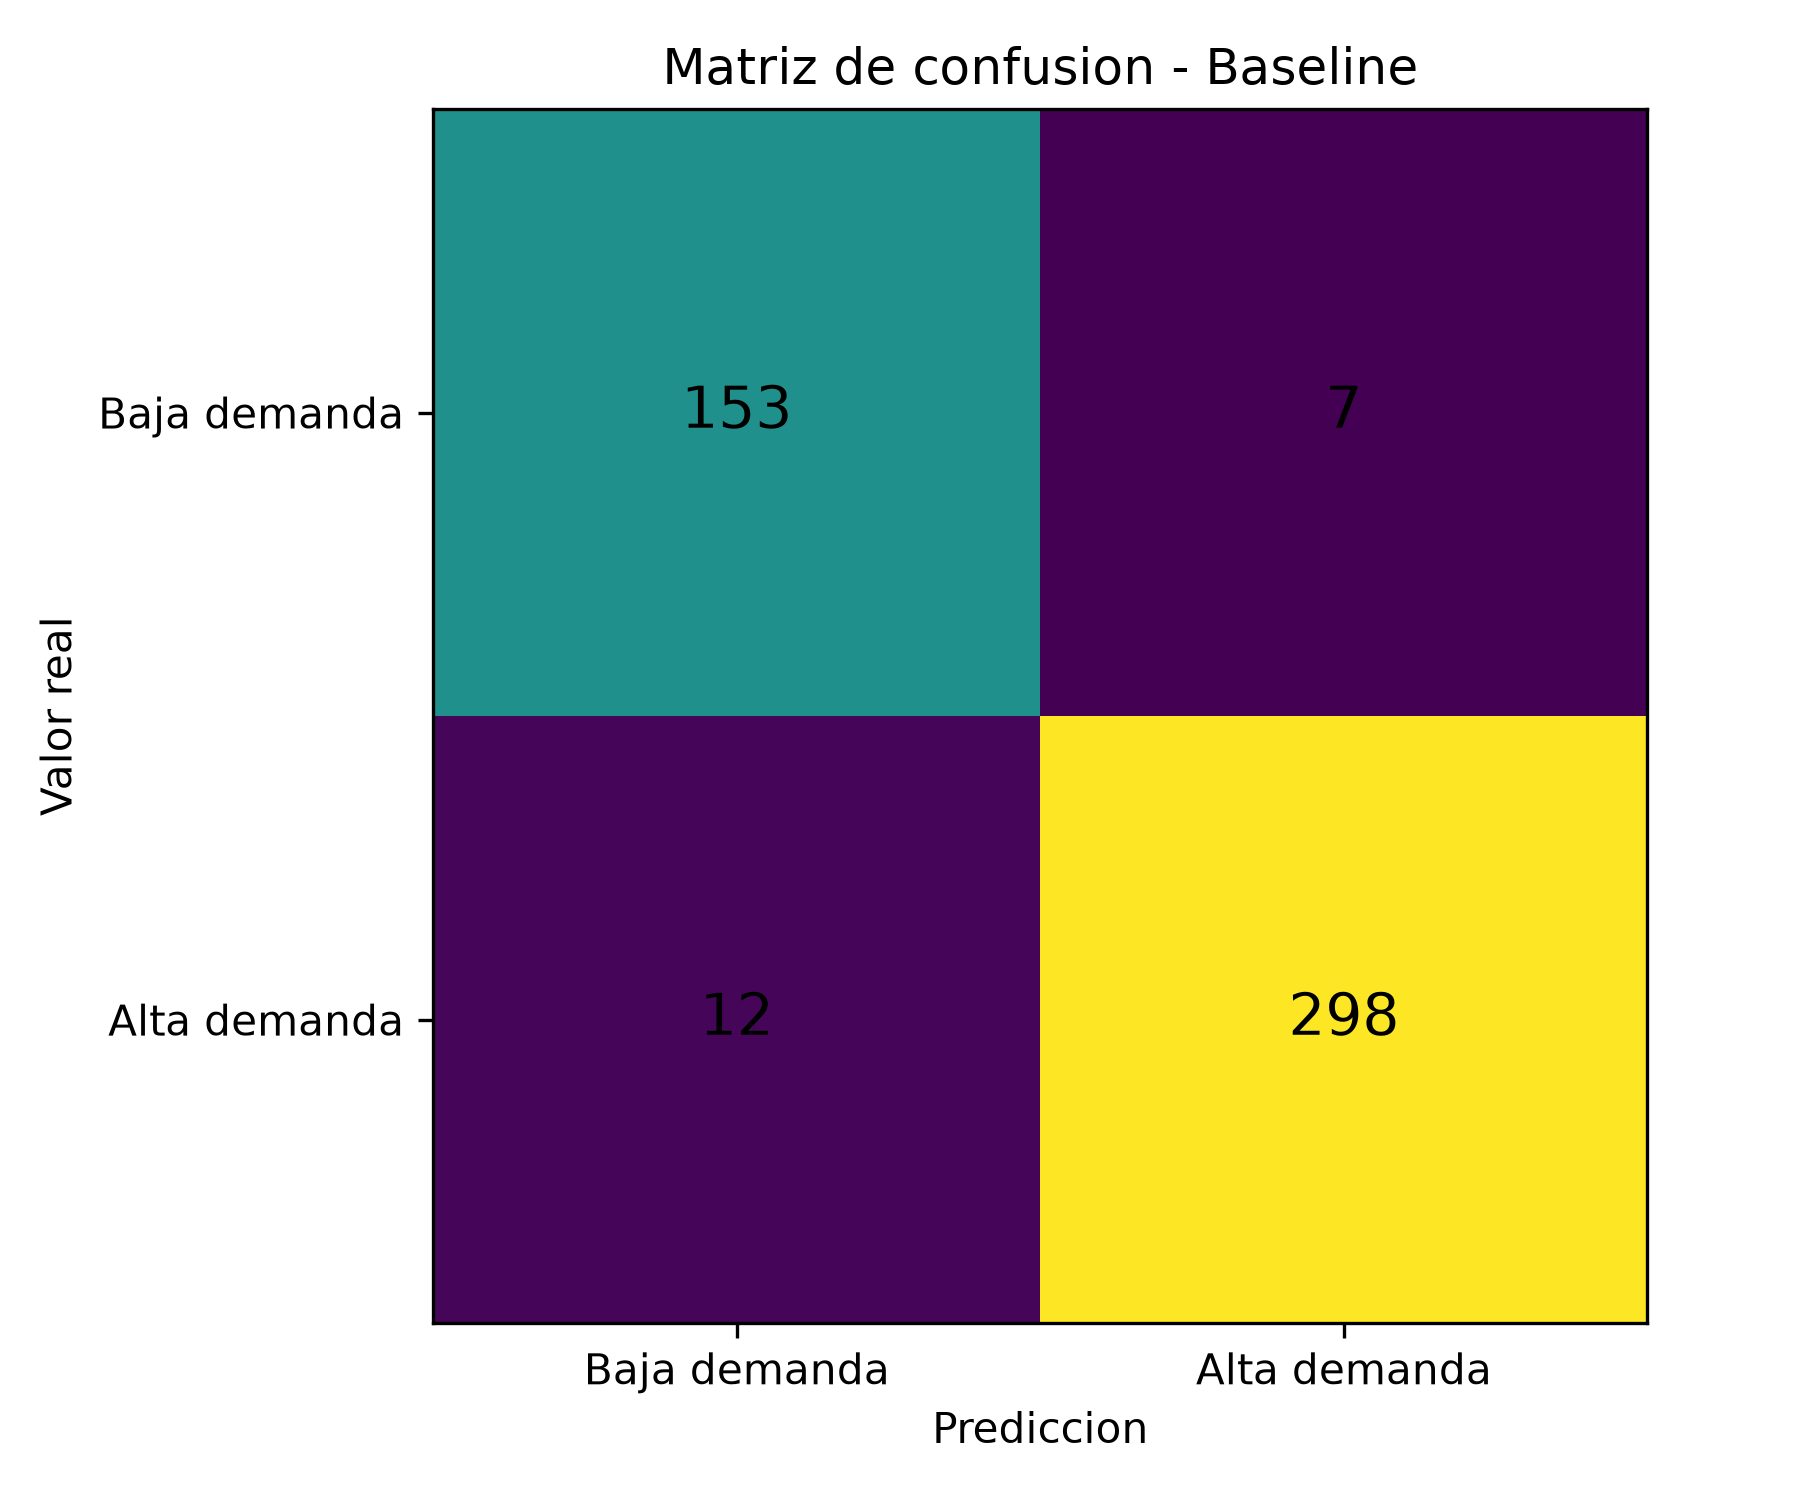 Matriz de confusion - Baseline
Valor real
Baja demanda
153
7
Alta demanda
12
298
Baja demanda
Alta demanda
Prediccion